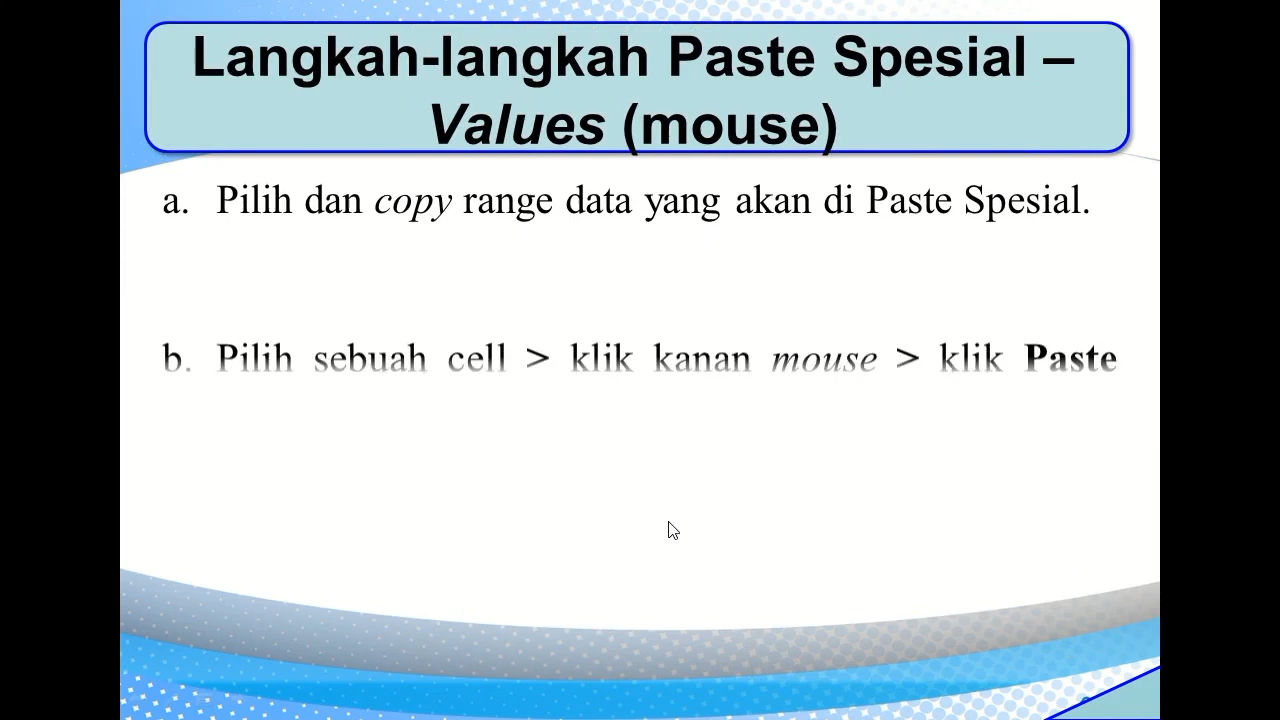 Langkah-langkah Paste Spesial –
Values (mouse)
a. Pilih dan copy range data yang akan di Paste Spesial.
b. Pilih sebuah cell > klik kanan mouse > klik Paste